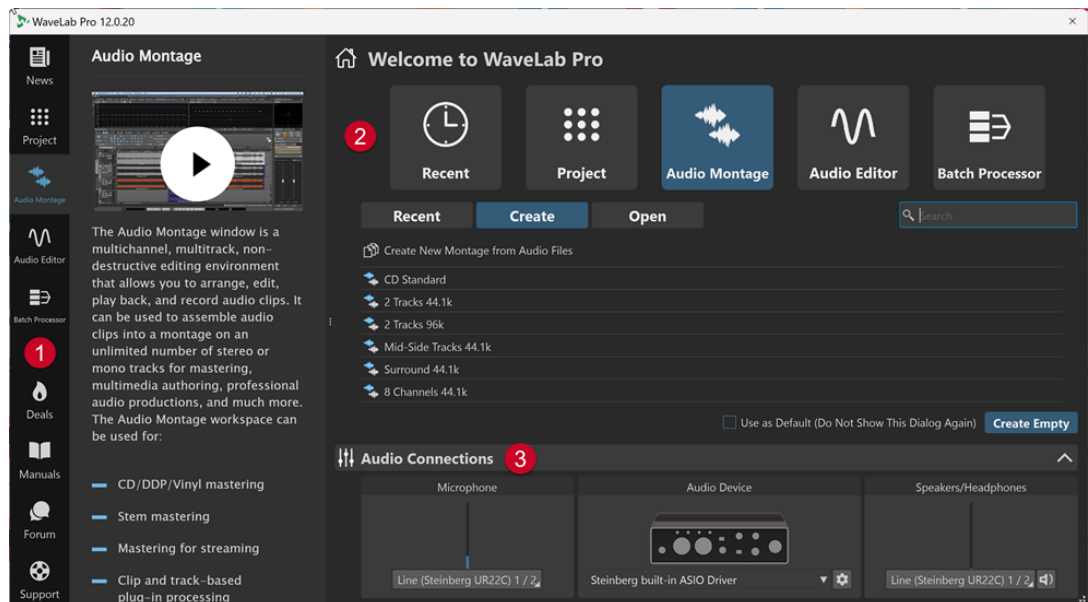 WaveLab Pro 12.0.20
News
Project
Audio Montage
Audio Editor
Batch Processor
1
Deals
Manuals
Forum
Support
Audio Montage
The Audio Montage window is a
multichannel, multitrack, non-
destructive editing environment
that allows you to arrange, edit,
play back, and record audio clips. It
can be used to assemble audio
clips into a montage on an
unlimited number of stereo or
mono tracks for mastering,
multimedia authoring, professional
audio productions, and much more.
The Audio Montage workspace can
be used for:
CD/DDP/Vinyl mastering
Stem mastering
Mastering for streaming
Clip and track-based
plug-in processing
Welcome to WaveLab Pro
2
Recent
Project
Audio Montage
Audio Editor
Batch Processor
Recent
Create
Open
Search
Create New Montage from Audio Files
CD Standard
2 Tracks 44.1k
2 Tracks 96k
Mid-Side Tracks 44.1k
Surround 44.1k
8 Channels 44.1k
Use as Default (Do Not Show This Dialog Again)
Create Empty
Audio Connections
3
Microphone
Audio Device
Speakers/Headphones
Line (Steinberg UR22C) 1 / 2
Steinberg built-in ASIO Driver
Line (Steinberg UR22C) 1 / 2